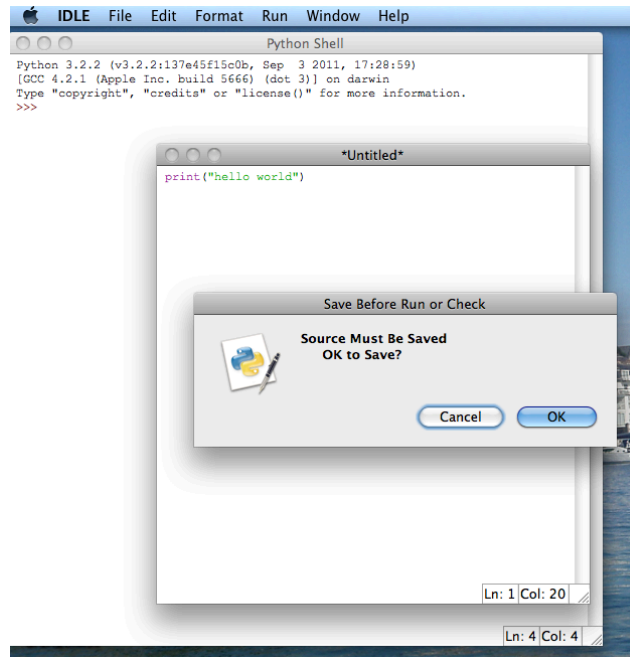 IDLE File Edit Format Run Window Help
Python Shell
Python 3.2.2 (v3.2.2:137e45f15c0b, Sep  3 2011, 17:28:59)
[GCC 4.2.1 (Apple Inc. build 5666) (dot 3)] on darwin
Type "copyright", "credits" or "license()" for more information.
>>>
*Untitled*
print("hello world")
Save Before Run or Check
Source Must Be Saved
OK to Save?
Cancel OK
Ln: 1 Col: 20
Ln: 4 Col: 4